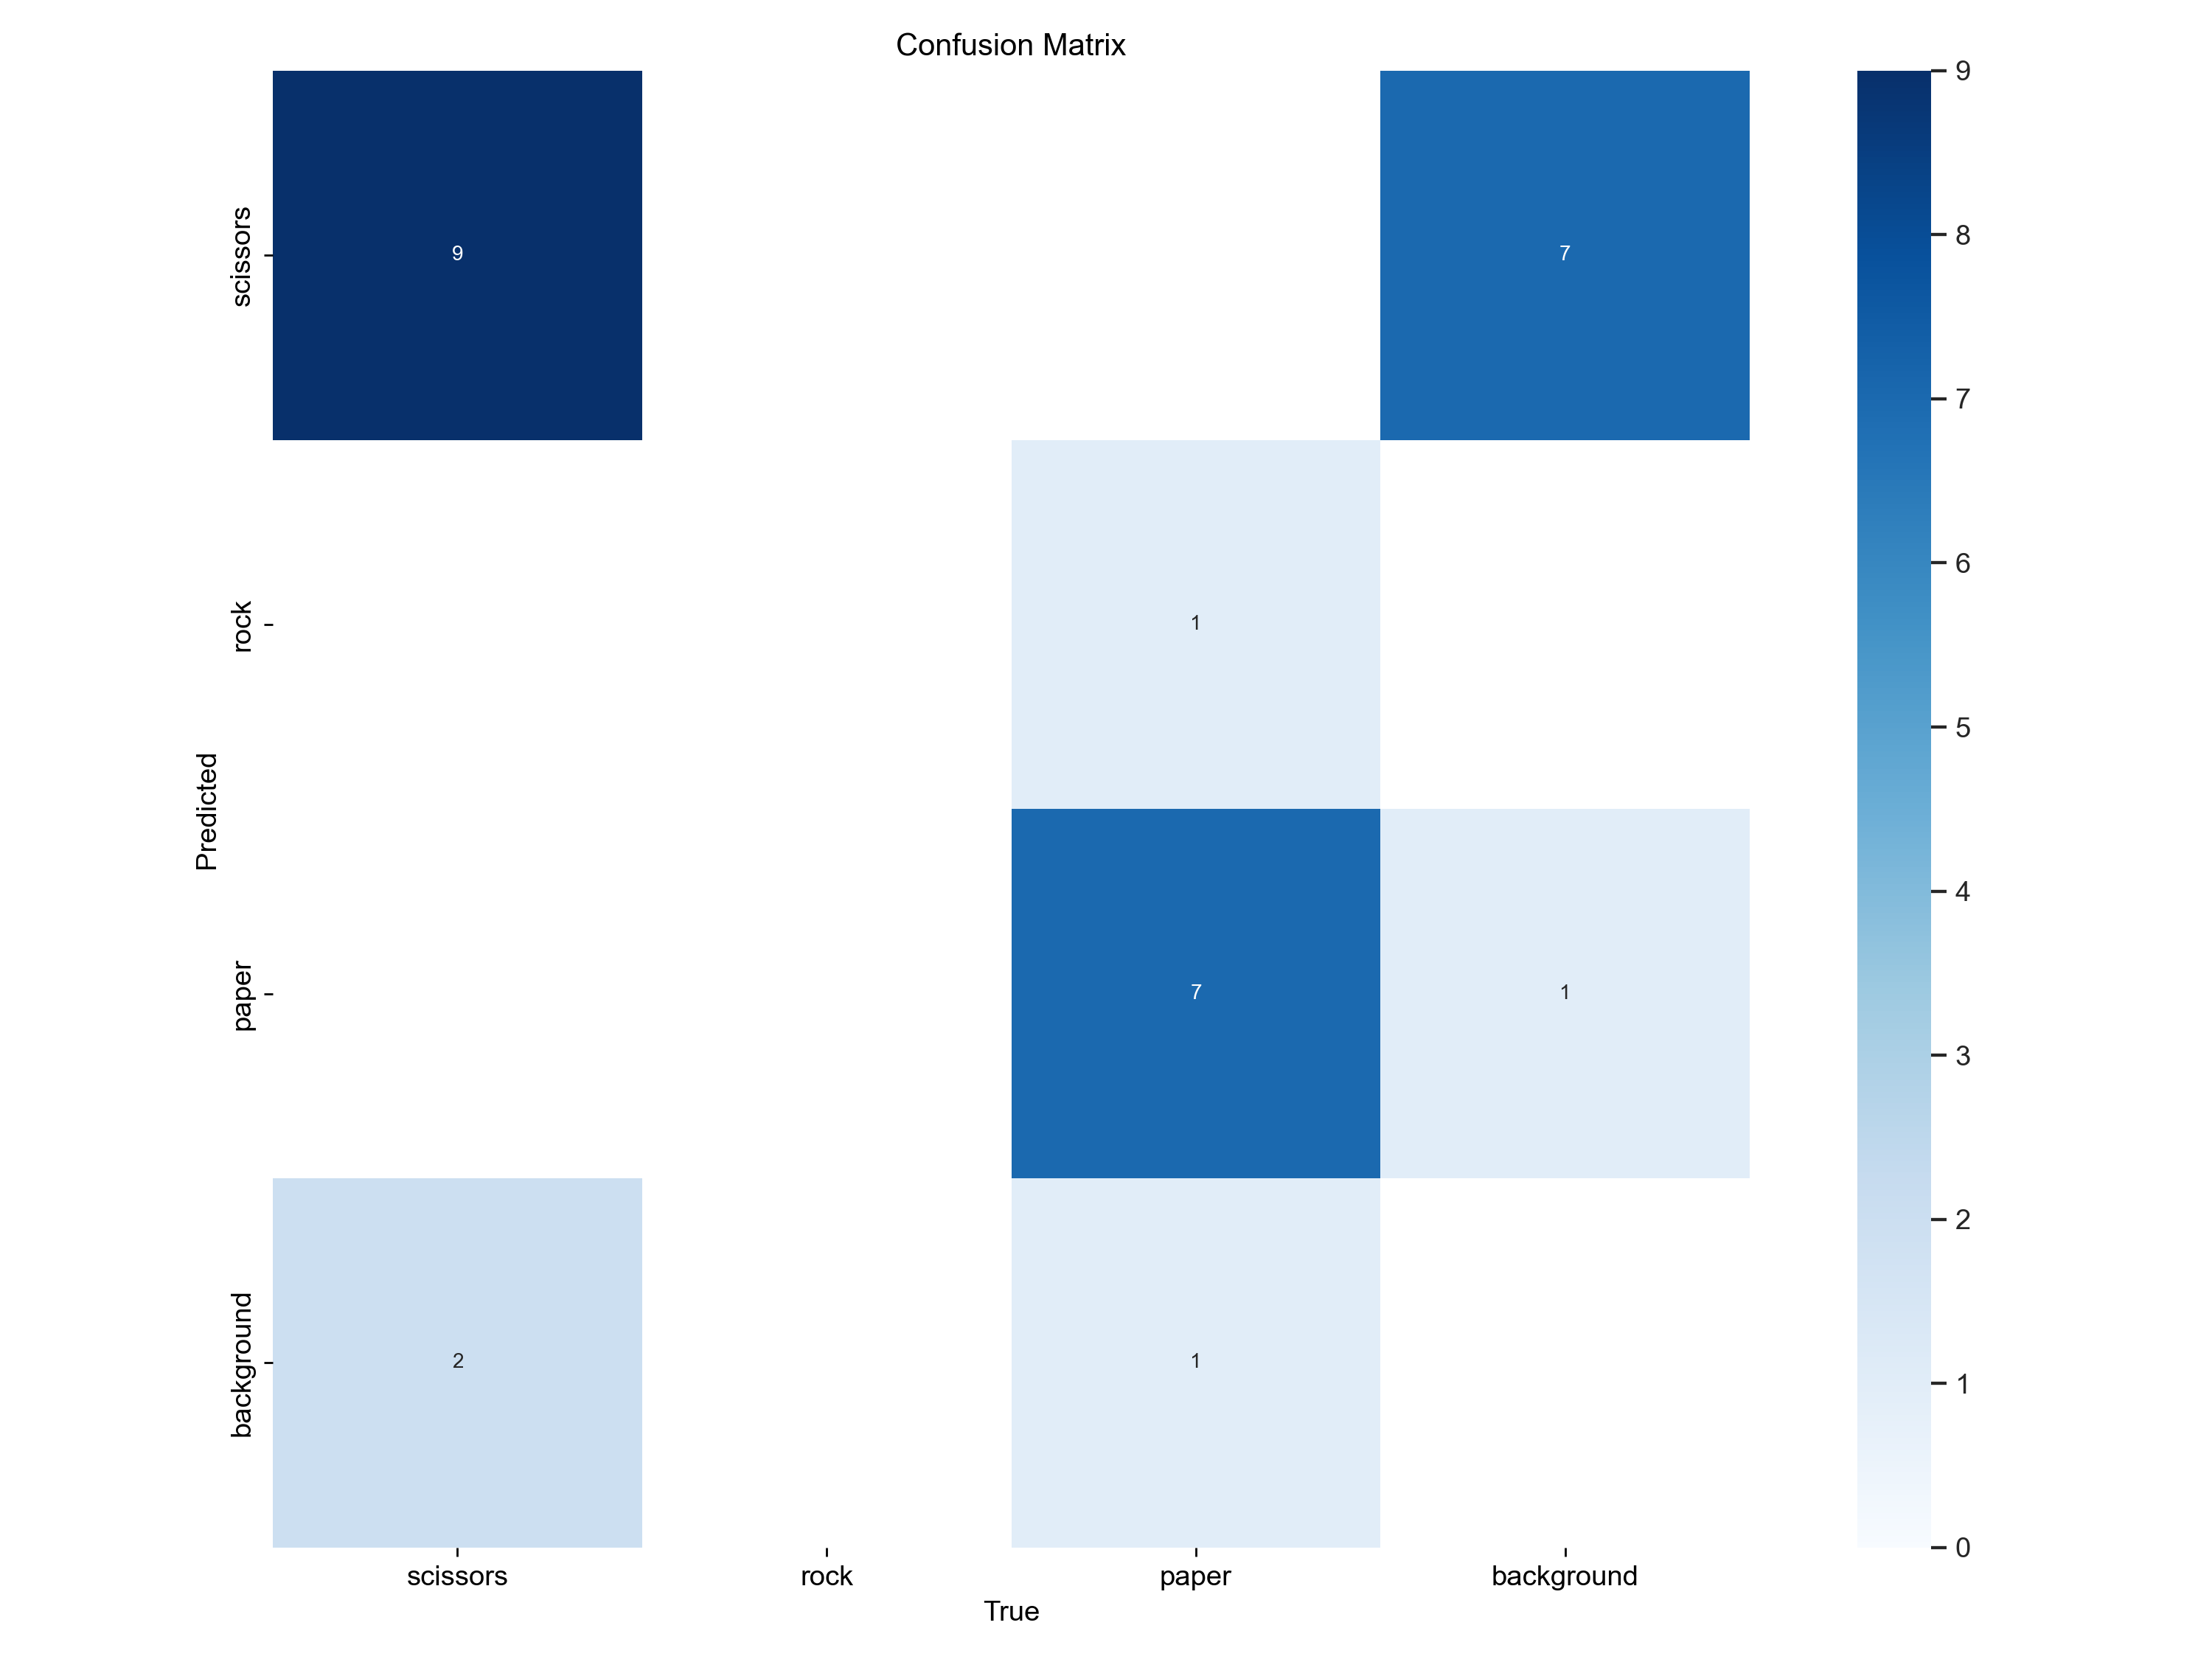 Confusion Matrix
scissors
rock
paper
background
Predicted
9
7
1
7
1
2
1
scissors
rock
paper
background
True
9
8
7
6
5
4
3
2
1
0